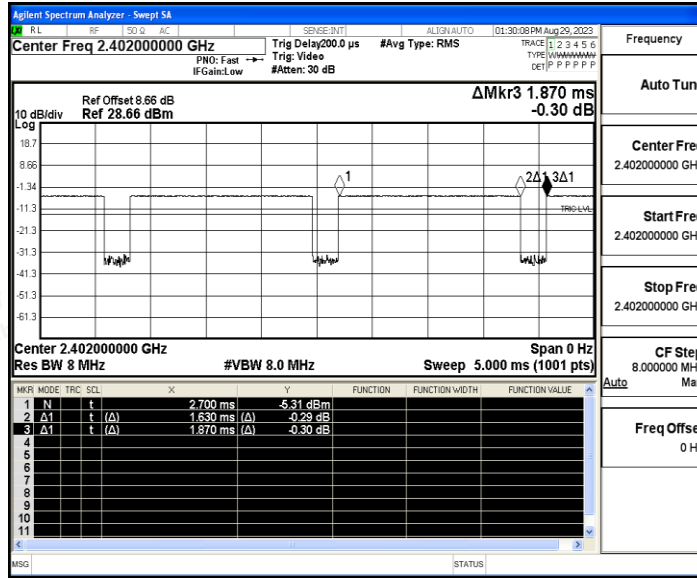 Agilent Spectrum Analyzer - Swept SA
LXI RL RF 50 Ω AC SENSE:INT ALIGN AUTO 01:30:08 PM Aug 29, 2023
Center Freq 2.402000000 GHz Trig Delay200.0 µs #Avg Type: RMS TRACE 1 2 3 4 5 6
PNO: Fast Trig: Video TYPE
IFGain:Low #Atten: 30 dB DET P P P P P P
Frequency
Auto Tun
Ref Offset 8.66 dB ΔMkr3 1.870 ms
10 dB/div Ref 28.66 dBm -0.30 dB
Log
18.7
8.66
-1.34
-11.3
-21.3
-31.3
-41.3
-51.3
-61.3
1
2Δ1 3Δ1
TRIG LVL
Center Fre
2.402000000 GH
Start Fre
2.402000000 GH
Stop Fre
2.402000000 GH
Center 2.402000000 GHz Span 0 Hz
Res BW 8 MHz #VBW 8.0 MHz Sweep 5.000 ms (1001 pts)
CF Step
8.000000 MH
Auto Ma
Freq Offse
0 H
MKR MODE TRC SCL X Y FUNCTION FUNCTION WIDTH FUNCTION VALUE
1 N t 2.700 ms -5.31 dBm
2 Δ1 t (Δ) 1.630 ms (Δ) -0.29 dB
3 Δ1 t (Δ) 1.870 ms (Δ) -0.30 dB
4
5
6
7
8
9
10
11
MSG STATUS